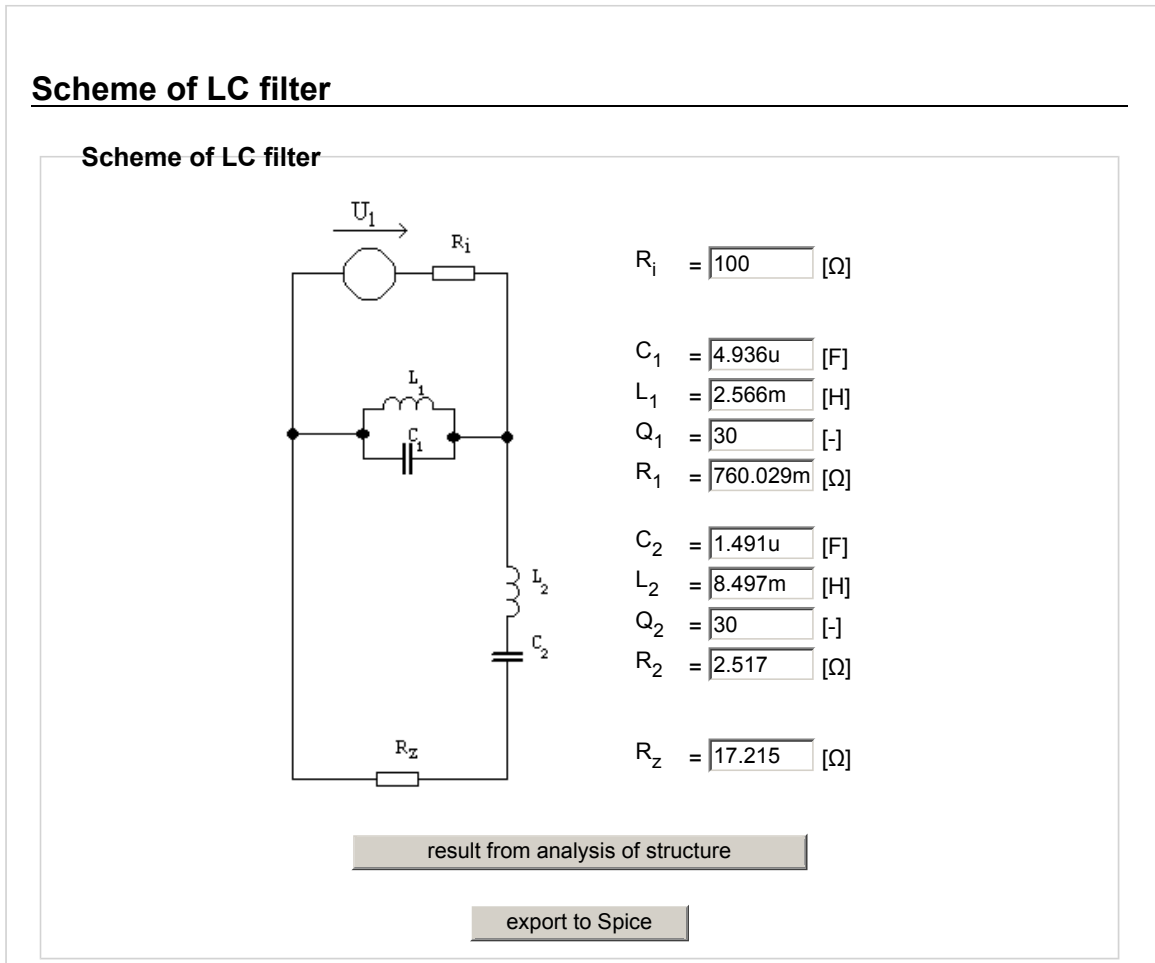 Scheme of LC filter
Scheme of LC filter
U1
Ri
L1
C1
L2
C2
Rz
Ri = 100 [Ω]
C1 = 4.936u [F]
L1 = 2.566m [H]
Q1 = 30 [-]
R1 = 760.029m [Ω]
C2 = 1.491u [F]
L2 = 8.497m [H]
Q2 = 30 [-]
R2 = 2.517 [Ω]
Rz = 17.215 [Ω]
result from analysis of structure
export to Spice